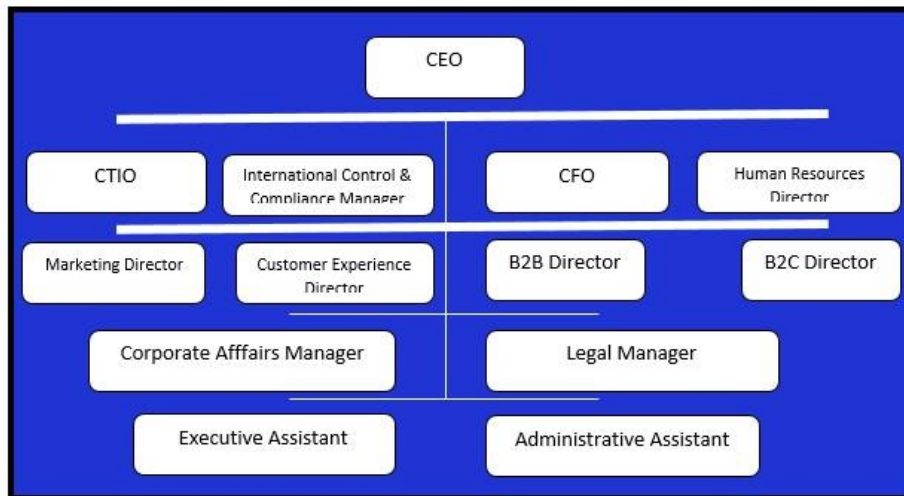 CEO
CTIO
International Control &
Compliance Manager
CFO
Human Resources
Director
Marketing Director
Customer Experience
Director
B2B Director
B2C Director
Corporate Afffairs Manager
Legal Manager
Executive Assistant
Administrative Assistant